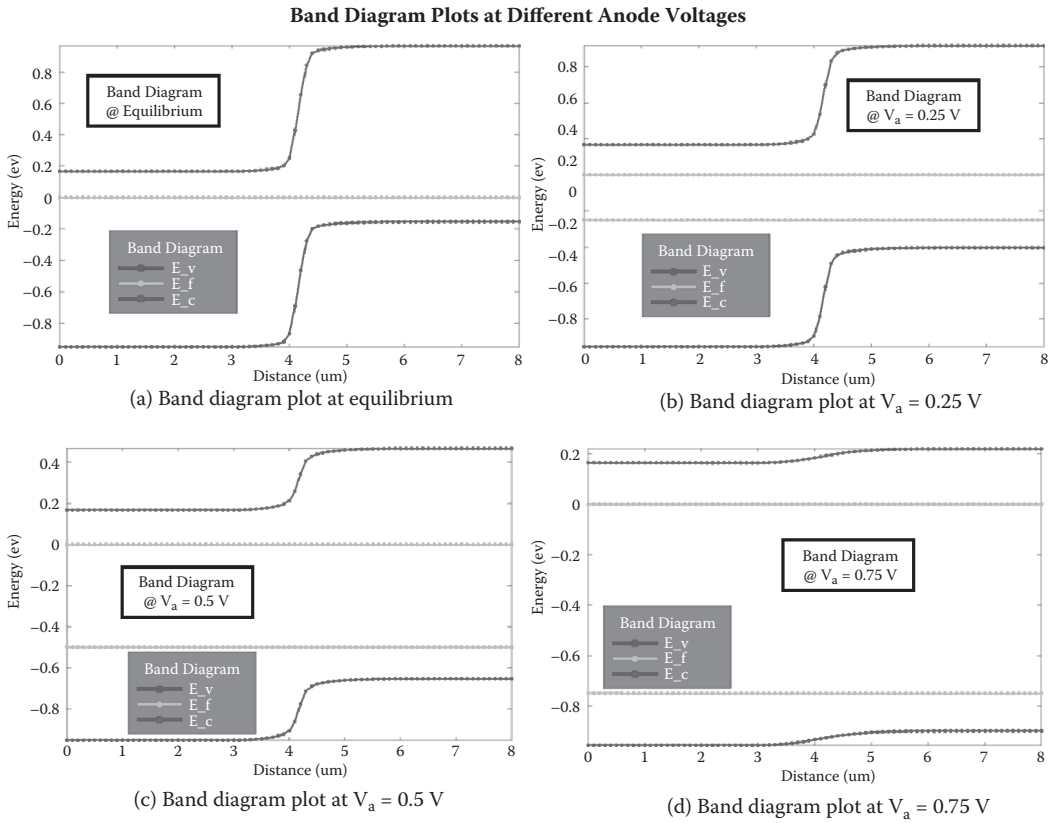 Band Diagram Plots at Different Anode Voltages
0.8
0.6
0.4
0.2
0
−0.2
−0.4
−0.6
−0.8
Energy (ev)
Band Diagram
@ Equilibrium
Band Diagram
E_v
E_f
E_c
0 1 2 3 4 5 6 7 8
Distance (um)
(a) Band diagram plot at equilibrium
0.8
0.6
0.4
0.2
0
−0.2
−0.4
−0.6
−0.8
Energy (ev)
Band Diagram
@ Va = 0.25 V
Band Diagram
E_v
E_f
E_c
0 1 2 3 4 5 6 7 8
Distance (um)
(b) Band diagram plot at Va = 0.25 V
0.4
0.2
0
−0.2
−0.4
−0.6
−0.8
Energy (ev)
Band Diagram
@ Va = 0.5 V
Band Diagram
E_v
E_f
E_c
0 1 2 3 4 5 6 7 8
Distance (um)
(c) Band diagram plot at Va = 0.5 V
0.2
0
−0.2
−0.4
−0.6
−0.8
Energy (ev)
Band Diagram
@ Va = 0.75 V
Band Diagram
E_v
E_f
E_c
0 1 2 3 4 5 6 7 8
Distance (um)
(d) Band diagram plot at Va = 0.75 V